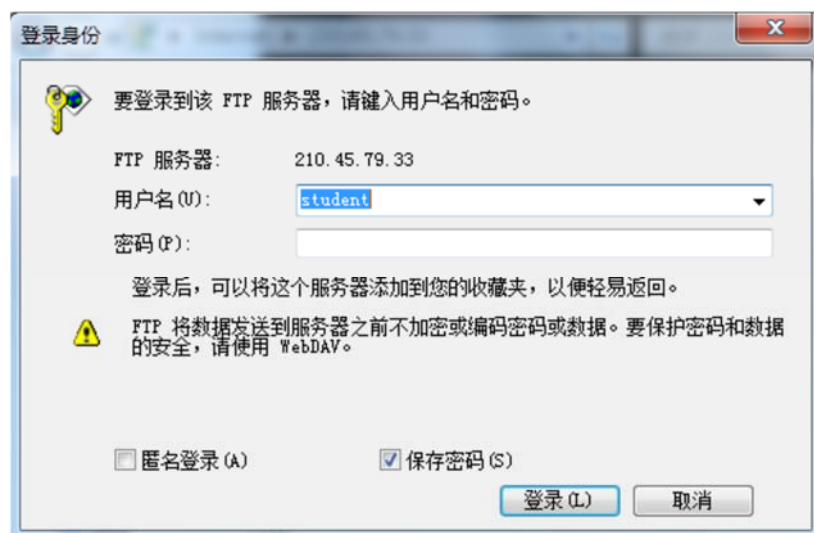 登录身份
要登录到该 FTP 服务器，请键入用户名和密码。
FTP 服务器: 210.45.79.33
用户名(U): student
密码(P):
登录后，可以将这个服务器添加到您的收藏夹，以便轻易返回。
FTP 将数据发送到服务器之前不加密或编码密码或数据。要保护密码和数据
的安全，请使用 WebDAV。
匿名登录(A) 保存密码(S)
登录(L) 取消